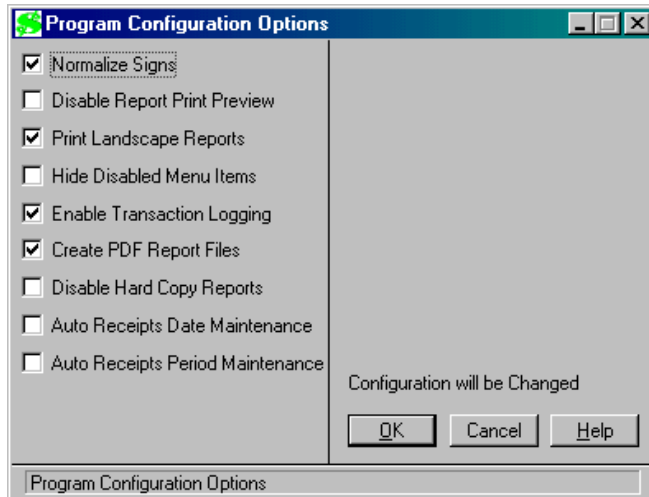 Program Configuration Options
Normalize Signs
Disable Report Print Preview
Print Landscape Reports
Hide Disabled Menu Items
Enable Transaction Logging
Create PDF Report Files
Disable Hard Copy Reports
Auto Receipts Date Maintenance
Auto Receipts Period Maintenance
Configuration will be Changed
OK Cancel Help
Program Configuration Options